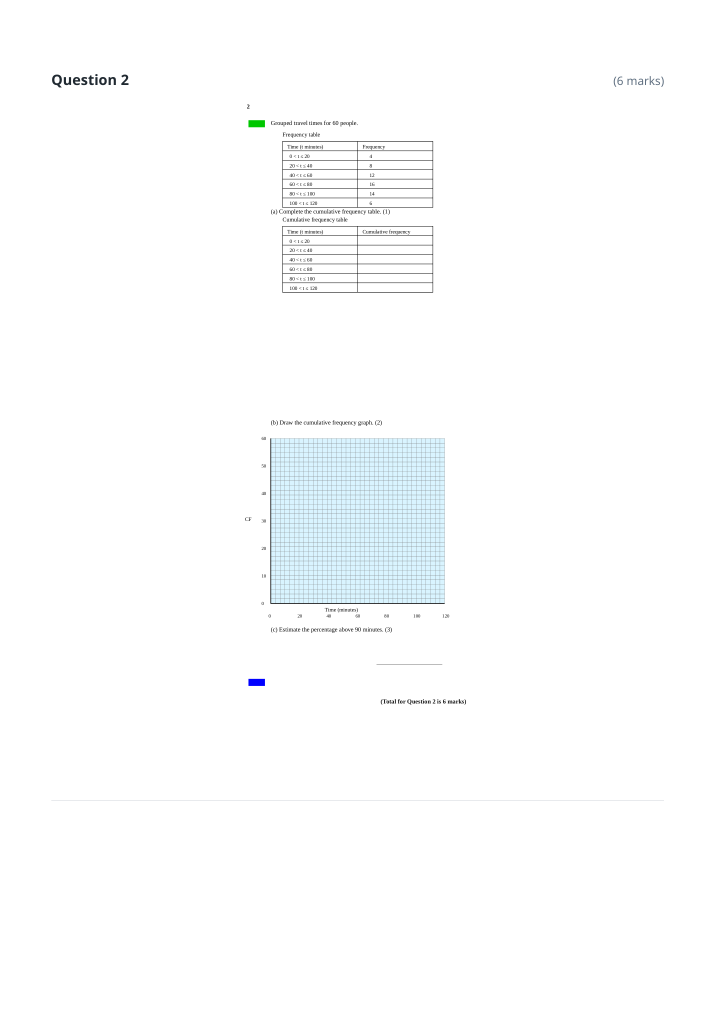 Question 2 (6 marks)
2
Grouped travel times for 60 people.
Frequency table
Time (t minutes) Frequency
0 < t ≤ 20 4
20 < t ≤ 40 8
40 < t ≤ 60 12
60 < t ≤ 80 16
80 < t ≤ 100 14
100 < t ≤ 120 6
(a) Complete the cumulative frequency table. (1)
Cumulative frequency table
Time (t minutes) Cumulative frequency
0 < t ≤ 20
20 < t ≤ 40
40 < t ≤ 60
60 < t ≤ 80
80 < t ≤ 100
100 < t ≤ 120
(b) Draw the cumulative frequency graph. (2)
60
50
40
CF 30
20
10
0
Time (minutes)
0 20 40 60 80 100 120
(c) Estimate the percentage above 90 minutes. (3)
(Total for Question 2 is 6 marks)